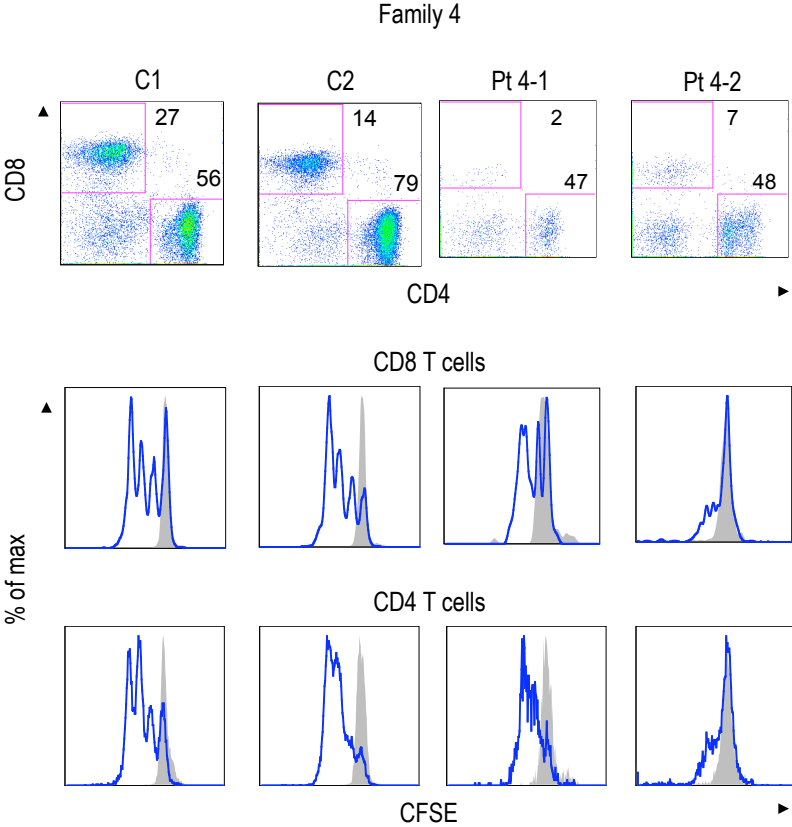 Family 4
C1 C2 Pt 4-1 Pt 4-2
27 14 2 7
56 79 47 48
CD8
CD4
CD8 T cells
% of max
CD4 T cells
CFSE